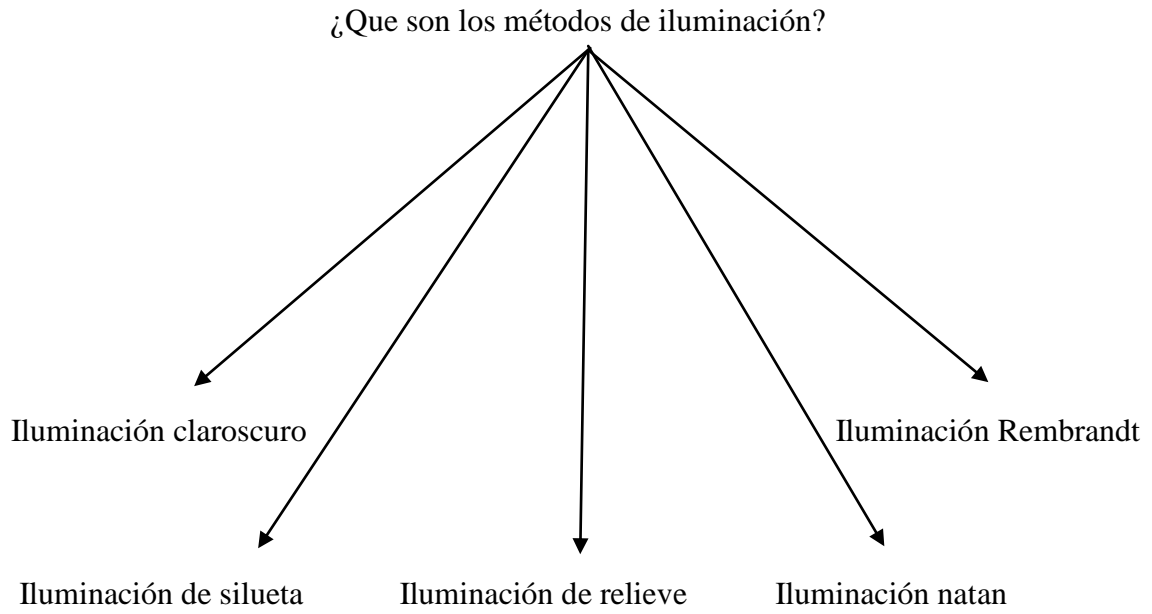 ¿Que son los métodos de iluminación?
Iluminación claroscuro
Iluminación Rembrandt
Iluminación de silueta
Iluminación de relieve
Iluminación natan